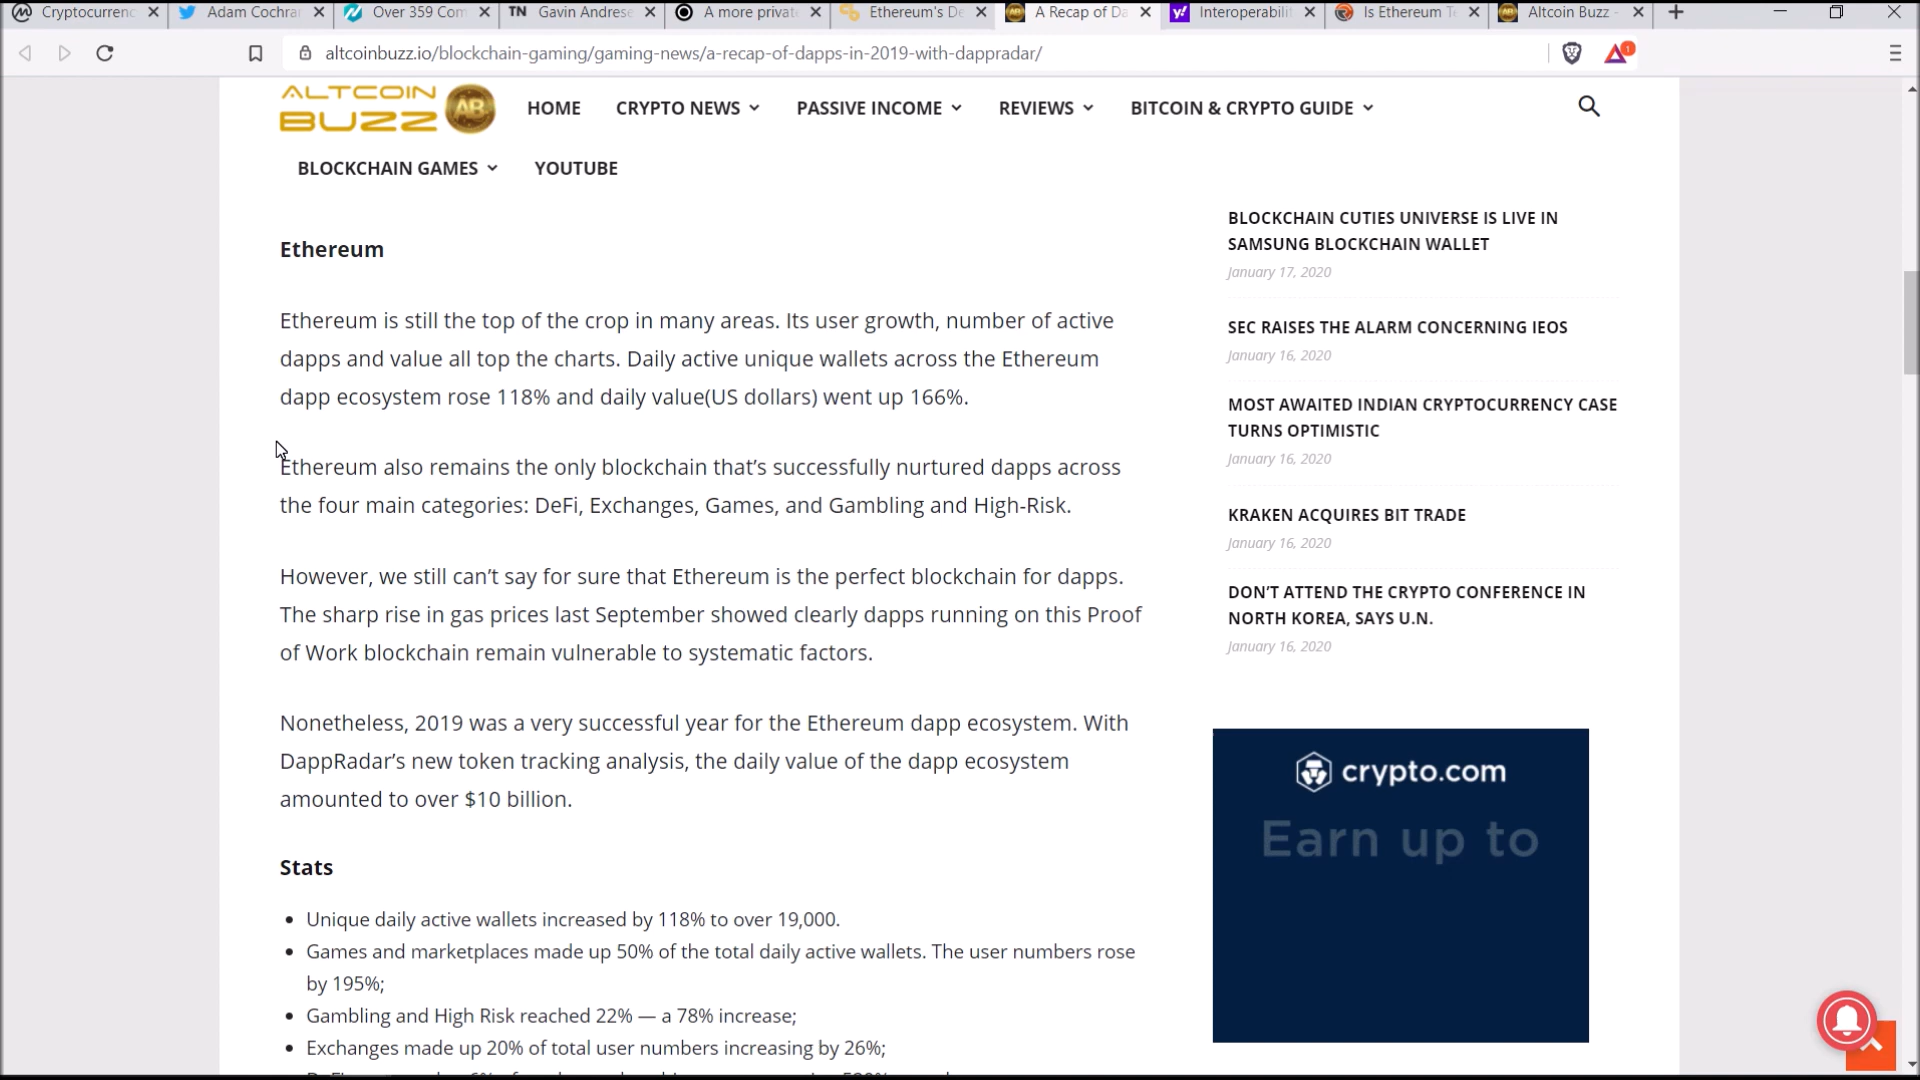 Cryptocurrenc
Adam Cochra
Over 359 Com
TN Gavin Andrese
A more private
Ethereum's De
A Recap of Da
y! Interoperabilit
Is Ethereum Te
Altcoin Buzz -
altcoinbuzz.io/blockchain-gaming/gaming-news/a-recap-of-dapps-in-2019-with-dappradar/
1
ALTCOIN
BUZZ
AB
HOME
CRYPTO NEWS
PASSIVE INCOME
REVIEWS
BITCOIN & CRYPTO GUIDE
BLOCKCHAIN GAMES
YOUTUBE
Ethereum
Ethereum is still the top of the crop in many areas. Its user growth, number of active
dapps and value all top the charts. Daily active unique wallets across the Ethereum
dapp ecosystem rose 118% and daily value(US dollars) went up 166%.
Ethereum also remains the only blockchain that's successfully nurtured dapps across
the four main categories: DeFi, Exchanges, Games, and Gambling and High-Risk.
However, we still can't say for sure that Ethereum is the perfect blockchain for dapps.
The sharp rise in gas prices last September showed clearly dapps running on this Proof
of Work blockchain remain vulnerable to systematic factors.
Nonetheless, 2019 was a very successful year for the Ethereum dapp ecosystem. With
DappRadar's new token tracking analysis, the daily value of the dapp ecosystem
amounted to over $10 billion.
Stats
• Unique daily active wallets increased by 118% to over 19,000.
• Games and marketplaces made up 50% of the total daily active wallets. The user numbers rose
by 195%;
• Gambling and High Risk reached 22% — a 78% increase;
• Exchanges made up 20% of total user numbers increasing by 26%;
BLOCKCHAIN CUTIES UNIVERSE IS LIVE IN
SAMSUNG BLOCKCHAIN WALLET
January 17, 2020
SEC RAISES THE ALARM CONCERNING IEOS
January 16, 2020
MOST AWAITED INDIAN CRYPTOCURRENCY CASE
TURNS OPTIMISTIC
January 16, 2020
KRAKEN ACQUIRES BIT TRADE
January 16, 2020
DON'T ATTEND THE CRYPTO CONFERENCE IN
NORTH KOREA, SAYS U.N.
January 16, 2020
crypto.com
Earn up to